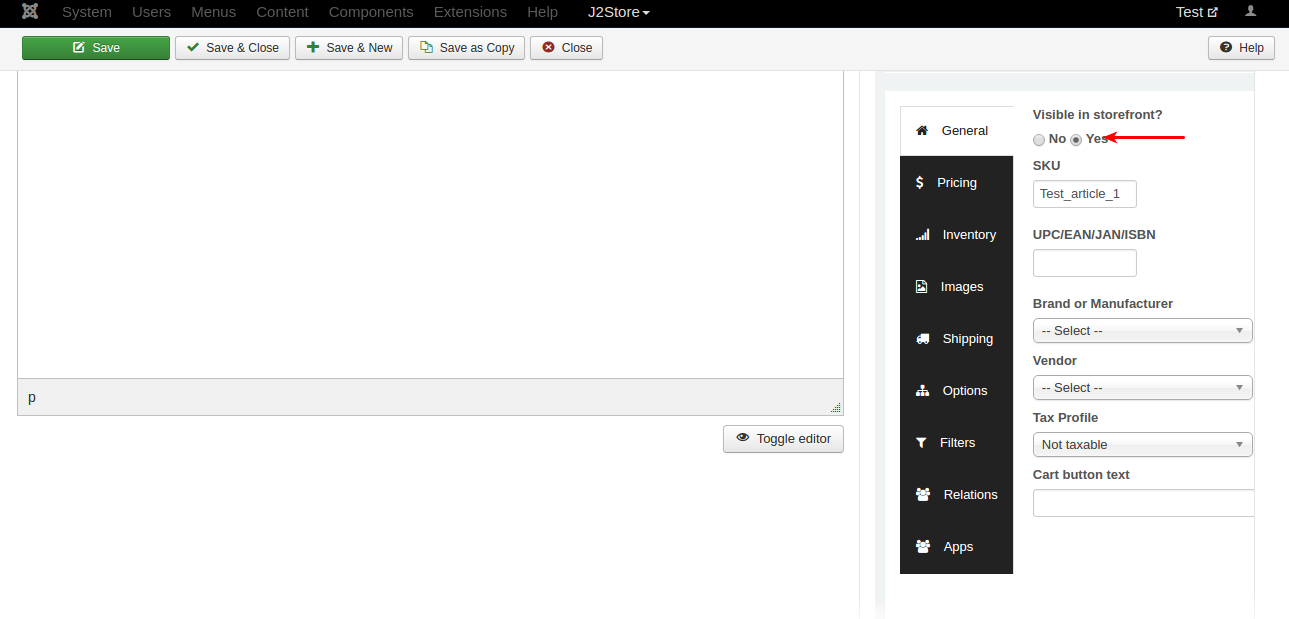 System Users Menus Content Components Extensions Help J2Store Test
Save Save & Close Save & New Save as Copy Close Help
p
Toggle editor
General
Pricing
Inventory
Images
Shipping
Options
Filters
Relations
Apps
Visible in storefront?
No Yes
SKU
Test_article_1
UPC/EAN/JAN/ISBN
Brand or Manufacturer
-- Select --
Vendor
-- Select --
Tax Profile
Not taxable
Cart button text